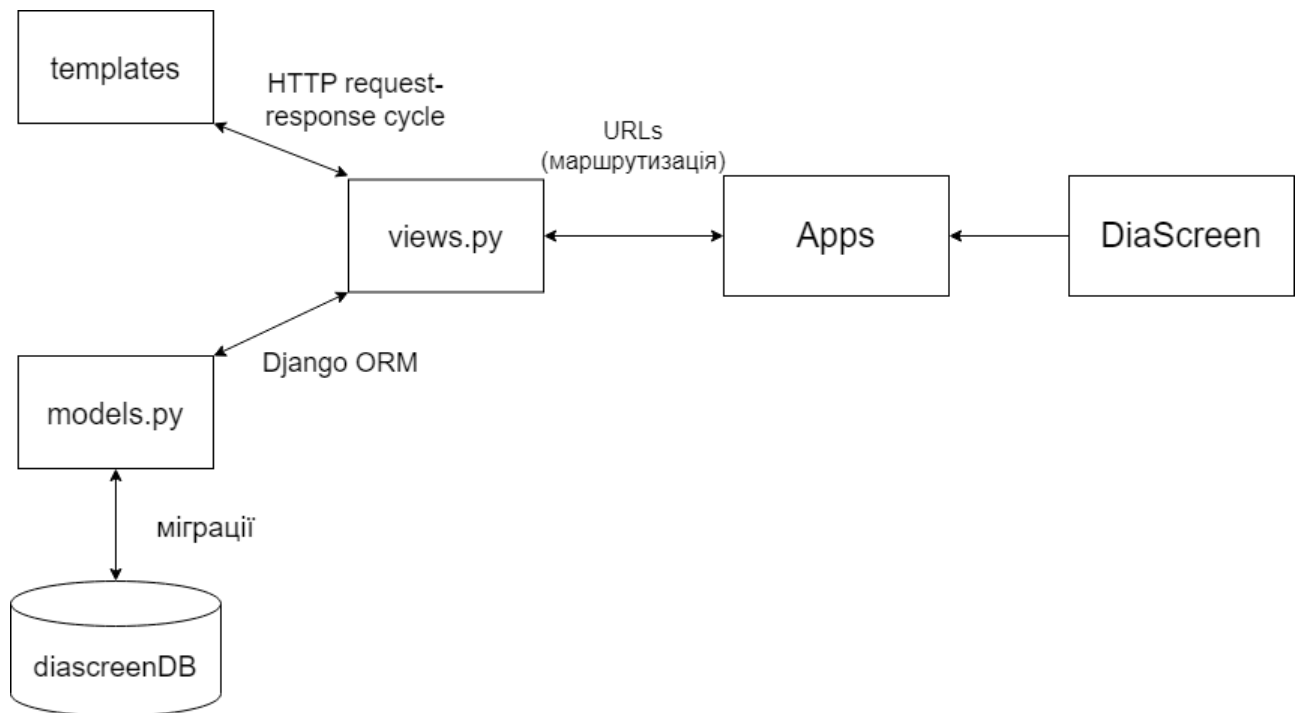 templates
HTTP request-
response cycle
URLs
(маршрутизація)
views.py
Apps
DiaScreen
Django ORM
models.py
міграції
diascreenDB